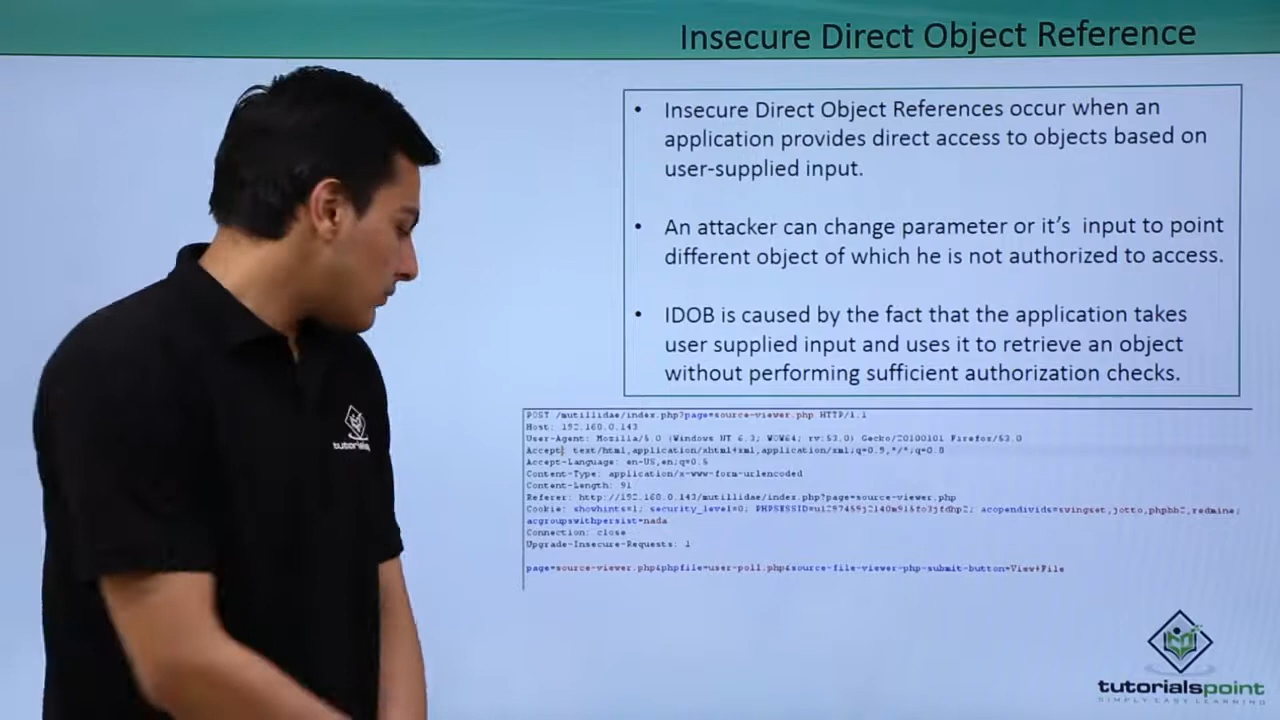 Insecure Direct Object Reference
• Insecure Direct Object References occur when an
application provides direct access to objects based on
user-supplied input.
• An attacker can change parameter or it's input to point
different object of which he is not authorized to access.
• IDOB is caused by the fact that the application takes
user supplied input and uses it to retrieve an object
without performing sufficient authorization checks.
POST /mutillidae/index.php?page=source-viewer.php HTTP/1.1
Host: 192.168.0.143
User-Agent: Mozilla/5.0 (Windows NT 6.3; WOW64; rv:53.0) Gecko/20100101 Firefox/53.0
Accept: text/html,application/xhtml+xml,application/xml;q=0.9,*/*;q=0.8
Accept-Language: en-US,en;q=0.5
Content-Type: application/x-www-form-urlencoded
Content-Length: 91
Referer: http://192.168.0.143/mutillidae/index.php?page=source-viewer.php
Cookie: showhints=1; security_level=0; acopendivids=swingset,jotto,phpbb2,redmine;
acgroupswithpersist=nada
Connection: close
Upgrade-Insecure-Requests: 1
page=source-viewer.php&phpfile=user-poll.php&source-file-viewer-php-submit-button=View+File
tutorialspoint
tutorialspoint
SIMPLY EASY LEARNING